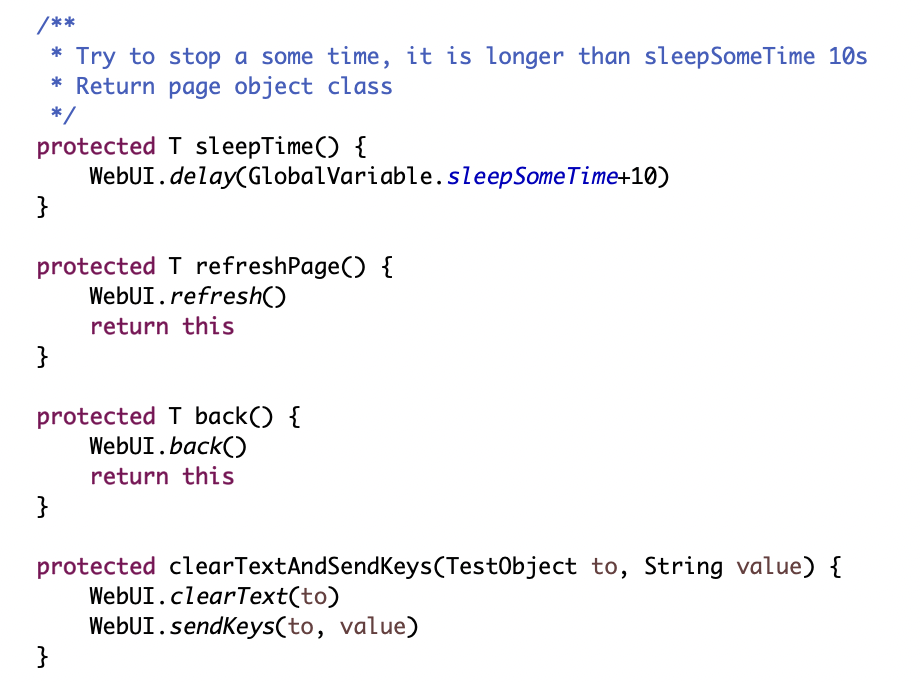 /**
 * Try to stop a some time, it is longer than sleepSomeTime 10s
 * Return page object class
 */
protected T sleepTime() {
    WebUI.delay(GlobalVariable.sleepSomeTime+10)
}

protected T refreshPage() {
    WebUI.refresh()
    return this
}

protected T back() {
    WebUI.back()
    return this
}

protected clearTextAndSendKeys(TestObject to, String value) {
    WebUI.clearText(to)
    WebUI.sendKeys(to, value)
}